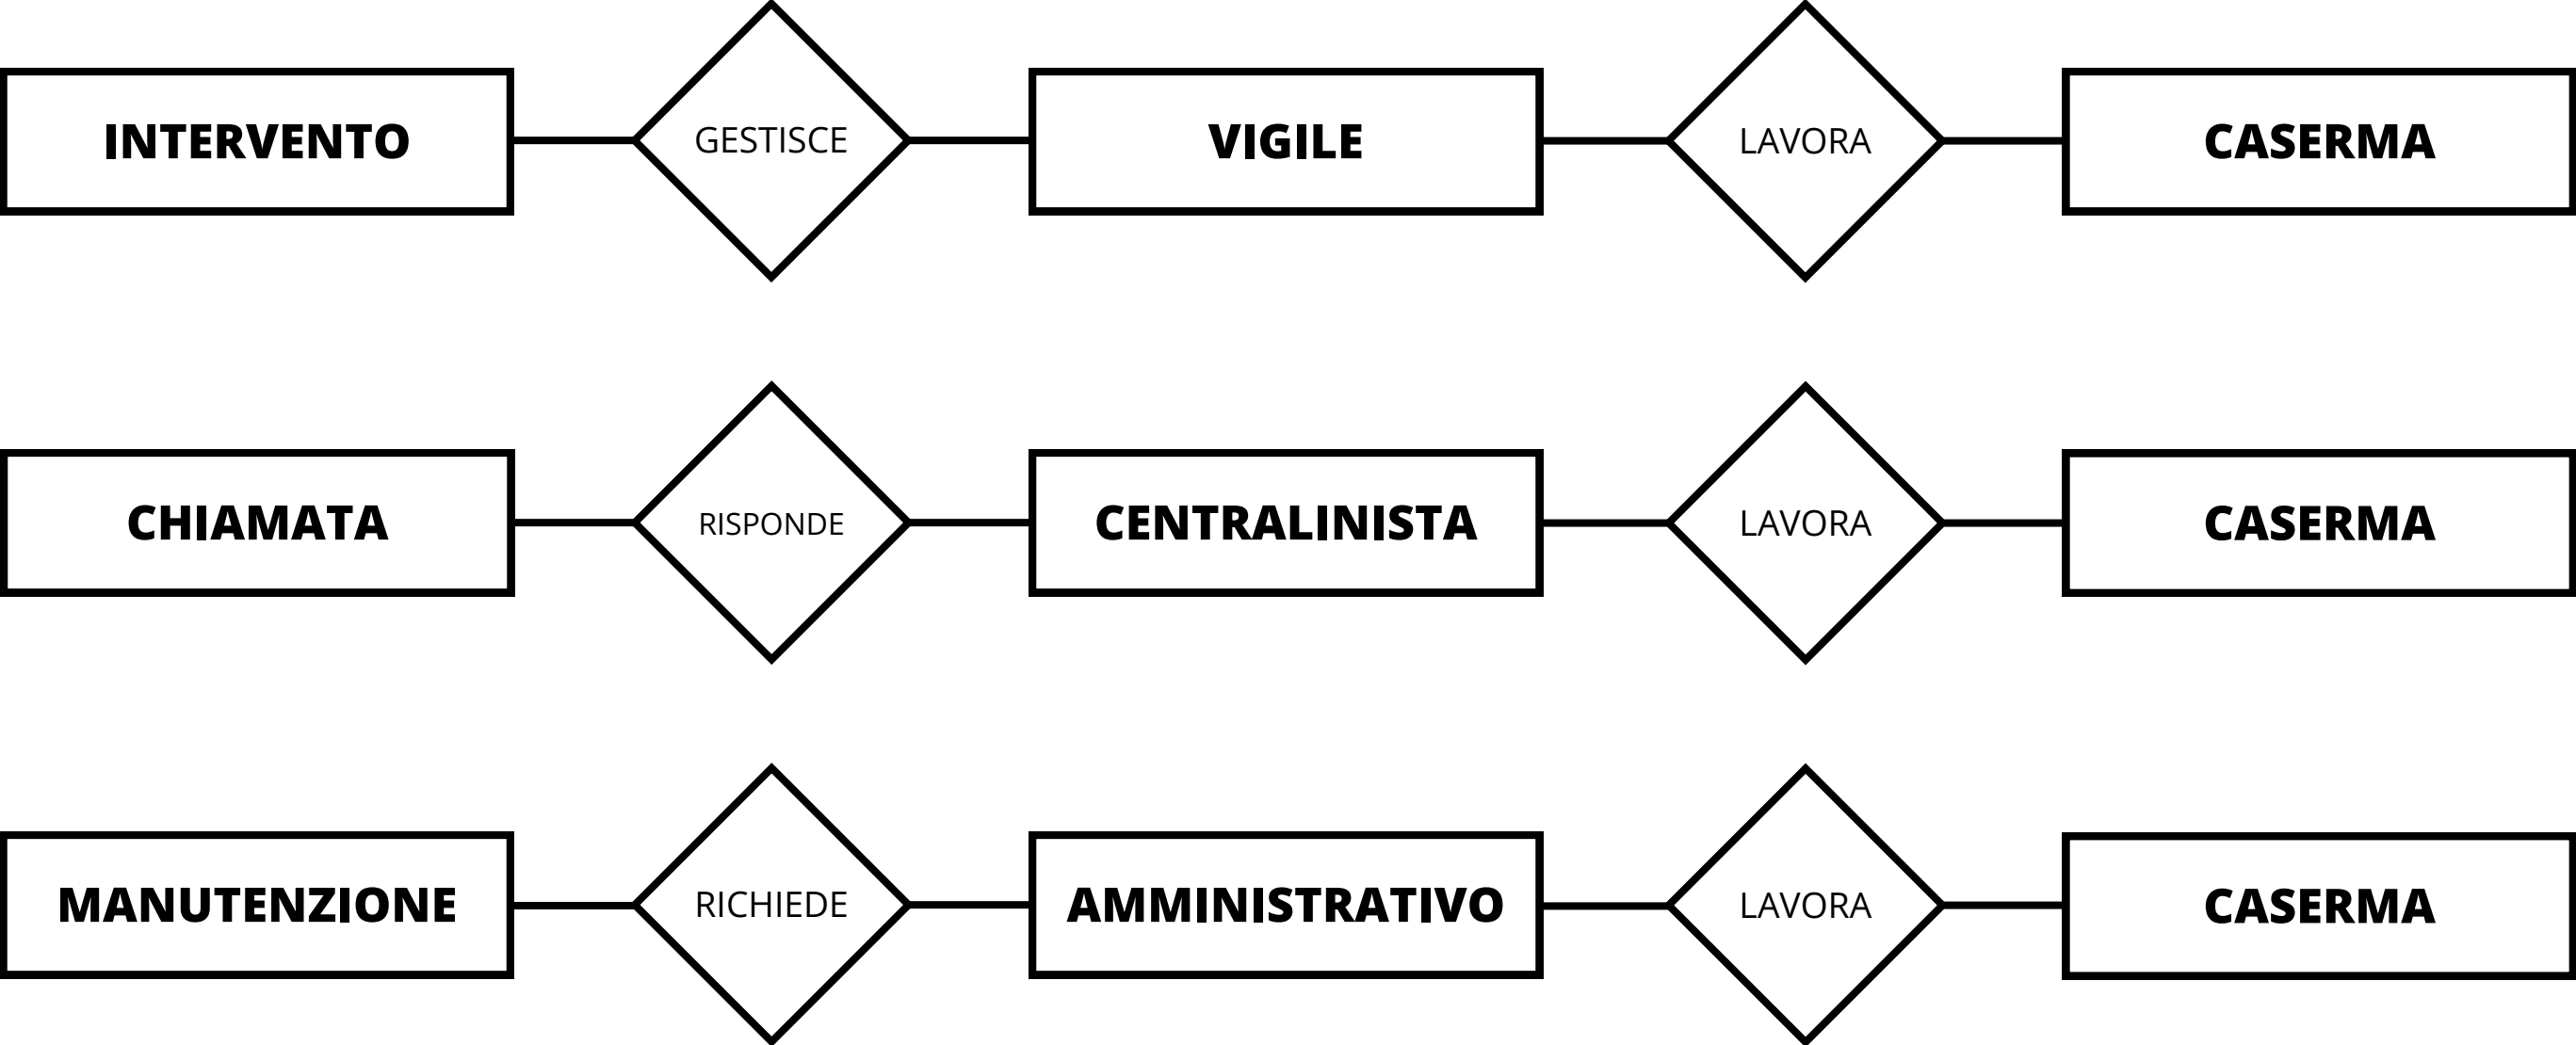 INTERVENTO GESTISCE VIGILE LAVORA CASERMA
CHIAMATA RISPONDE CENTRALINISTA LAVORA CASERMA
MANUTENZIONE RICHIEDE AMMINISTRATIVO LAVORA CASERMA